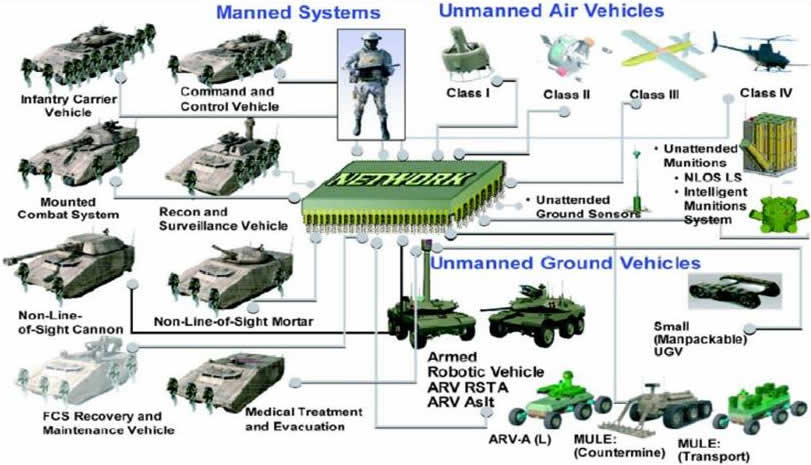 Manned Systems
Unmanned Air Vehicles
Infantry Carrier
Vehicle
Command and
Control Vehicle
Class I
Class II
Class III
Class IV
Mounted
Combat System
Recon and
Surveillance Vehicle
NETWORK
• Unattended
Munitions
• NLOS LS
• Intelligent
Munitions
System
• Unattended
Ground Sensors
Unmanned Ground Vehicles
Non-Line-
of-Sight Cannon
Non-Line-of-Sight Mortar
Small
(Manpackable)
UGV
Armed
Robotic Vehicle
ARV RSTA
ARV Aslt
FCS Recovery and
Maintenance Vehicle
Medical Treatment
and Evacuation
ARV-A (L)
MULE:
(Countermine)
MULE:
(Transport)